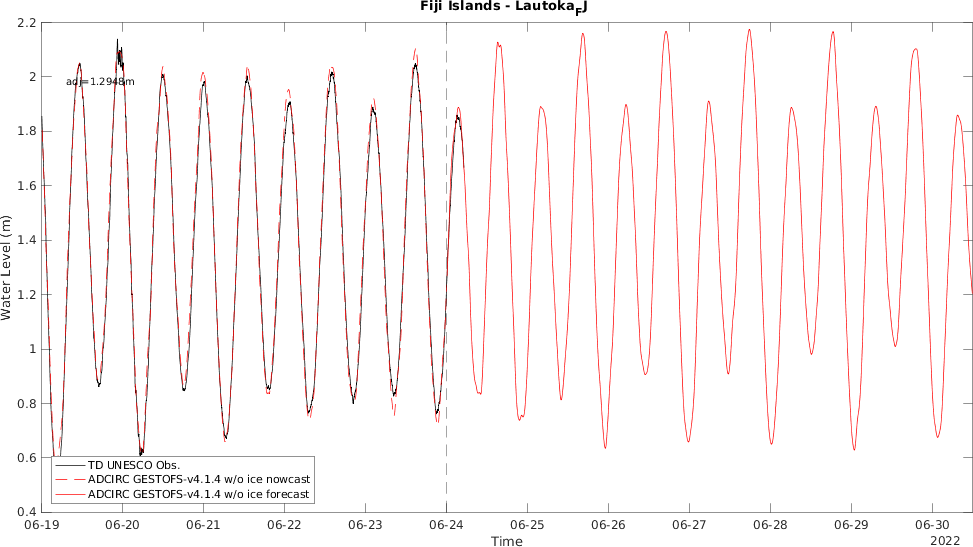 Fiji Islands - Lautoka_FJ
2.2
2
1.8
1.6
1.4
1.2
1
0.8
0.6
0.4
Water Level (m)
adj=1.2948m
TD UNESCO Obs.
ADCIRC GESTOFS-v4.1.4 w/o ice nowcast
ADCIRC GESTOFS-v4.1.4 w/o ice forecast
06-19 06-20 06-21 06-22 06-23 06-24 06-25 06-26 06-27 06-28 06-29 06-30
Time
2022